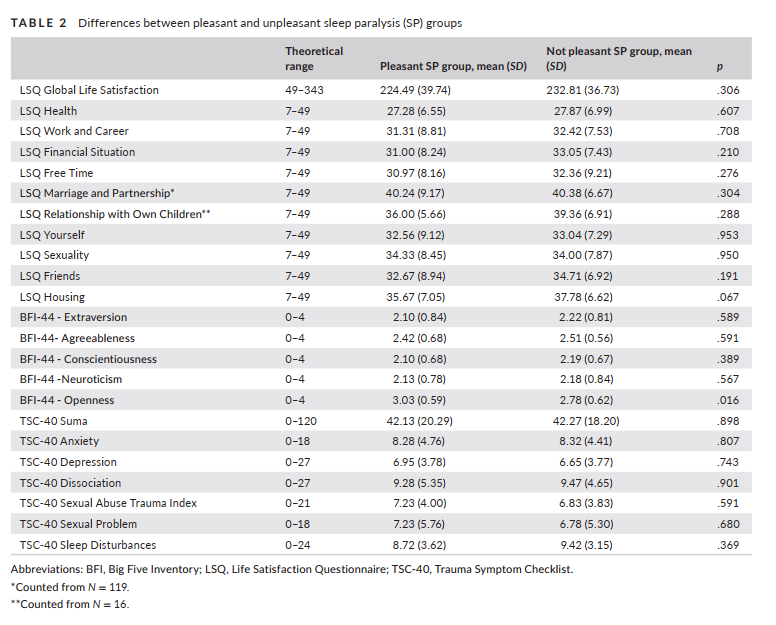 TABLE 2 Differences between pleasant and unpleasant sleep paralysis (SP) groups
Theoretical range Pleasant SP group, mean (SD) Not pleasant SP group, mean (SD) p
LSQ Global Life Satisfaction 49–343 224.49 (39.74) 232.81 (36.73) .306
LSQ Health 7–49 27.28 (6.55) 27.87 (6.99) .607
LSQ Work and Career 7–49 31.31 (8.81) 32.42 (7.53) .708
LSQ Financial Situation 7–49 31.00 (8.24) 33.05 (7.43) .210
LSQ Free Time 7–49 30.97 (8.16) 32.36 (9.21) .276
LSQ Marriage and Partnership* 7–49 40.24 (9.17) 40.38 (6.67) .304
LSQ Relationship with Own Children** 7–49 36.00 (5.66) 39.36 (6.91) .288
LSQ Yourself 7–49 32.56 (9.12) 33.04 (7.29) .953
LSQ Sexuality 7–49 34.33 (8.45) 34.00 (7.87) .950
LSQ Friends 7–49 32.67 (8.94) 34.71 (6.92) .191
LSQ Housing 7–49 35.67 (7.05) 37.78 (6.62) .067
BFI-44 - Extraversion 0–4 2.10 (0.84) 2.22 (0.81) .589
BFI-44- Agreeableness 0–4 2.42 (0.68) 2.51 (0.56) .591
BFI-44 - Conscientiousness 0–4 2.10 (0.68) 2.19 (0.67) .389
BFI-44 -Neuroticism 0–4 2.13 (0.78) 2.18 (0.84) .567
BFI-44 - Openness 0–4 3.03 (0.59) 2.78 (0.62) .016
TSC-40 Suma 0–120 42.13 (20.29) 42.27 (18.20) .898
TSC-40 Anxiety 0–18 8.28 (4.76) 8.32 (4.41) .807
TSC-40 Depression 0–27 6.95 (3.78) 6.65 (3.77) .743
TSC-40 Dissociation 0–27 9.28 (5.35) 9.47 (4.65) .901
TSC-40 Sexual Abuse Trauma Index 0–21 7.23 (4.00) 6.83 (3.83) .591
TSC-40 Sexual Problem 0–18 7.23 (5.76) 6.78 (5.30) .680
TSC-40 Sleep Disturbances 0–24 8.72 (3.62) 9.42 (3.15) .369
Abbreviations: BFI, Big Five Inventory; LSQ, Life Satisfaction Questionnaire; TSC-40, Trauma Symptom Checklist.
*Counted from N = 119.
**Counted from N = 16.